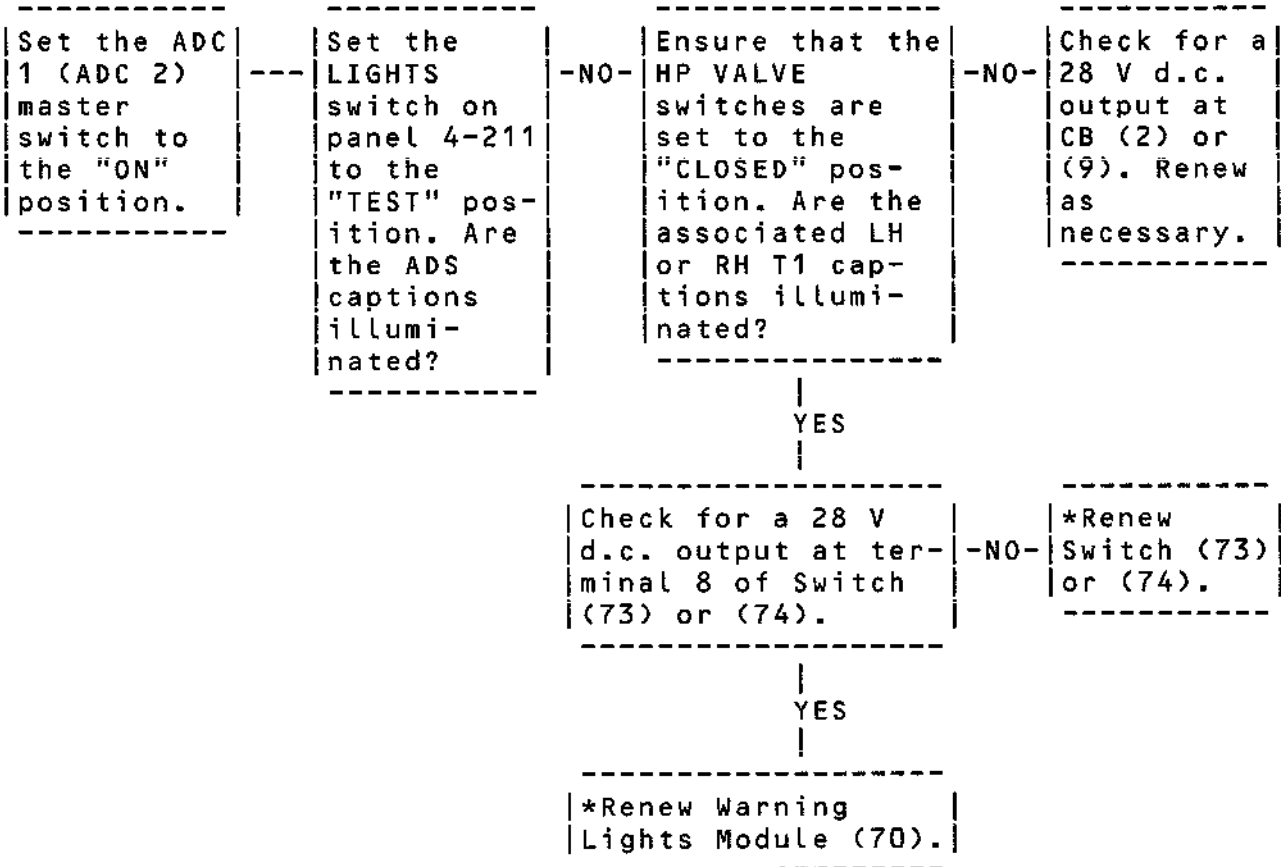 Set the ADC
1 (ADC 2)
master
switch to
the "ON"
position.
Set the
LIGHTS
switch on
panel 4-211
to the
"TEST" pos-
ition. Are
the ADS
captions
illumi-
nated?
-NO-
Ensure that the
HP VALVE
switches are
set to the
"CLOSED" pos-
ition. Are the
associated LH
or RH T1 cap-
tions illumi-
nated?
-NO-
Check for a
28 V d.c.
output at
CB (2) or
(9). Renew
as
necessary.
YES
Check for a 28 V
d.c. output at ter-
minal 8 of Switch
(73) or (74).
-NO-
*Renew
Switch (73)
or (74).
YES
*Renew Warning
Lights Module (70).